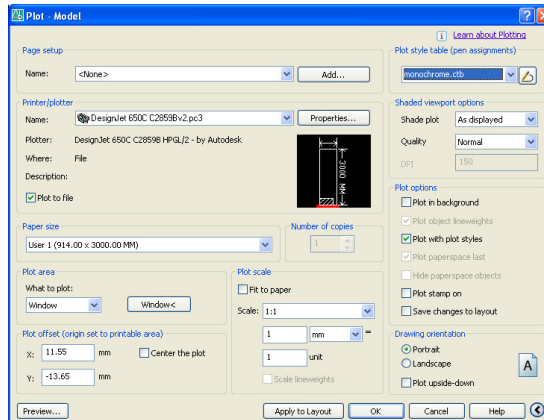 Plot - Model
Learn about Plotting
Page setup
Name: <None> Add...
Plot style table (pen assignments)
monochrome.ctb
Printer/plotter
Name: DesignJet 650C C2859Bv2.pc3 Properties...
Plotter: DesignJet 650C C2859B HPGL/2 - by Autodesk
Where: File
Description:
Plot to file
3000 MM
Shaded viewport options
Shade plot As displayed
Quality Normal
DPI 150
Paper size
User 1 (914.00 x 3000.00 MM)
Number of copies
1
Plot area
What to plot:
Window Window<
Plot scale
Fit to paper
Scale: 1:1
1 mm =
1 unit
Scale lineweights
Plot offset (origin set to printable area)
X: 11.55 mm Center the plot
Y: -13.65 mm
Plot options
Plot in background
Plot object lineweights
Plot with plot styles
Plot paperspace last
Hide paperspace objects
Plot stamp on
Save changes to layout
Drawing orientation
Portrait
Landscape
Plot upside-down
A
Preview... Apply to Layout OK Cancel Help